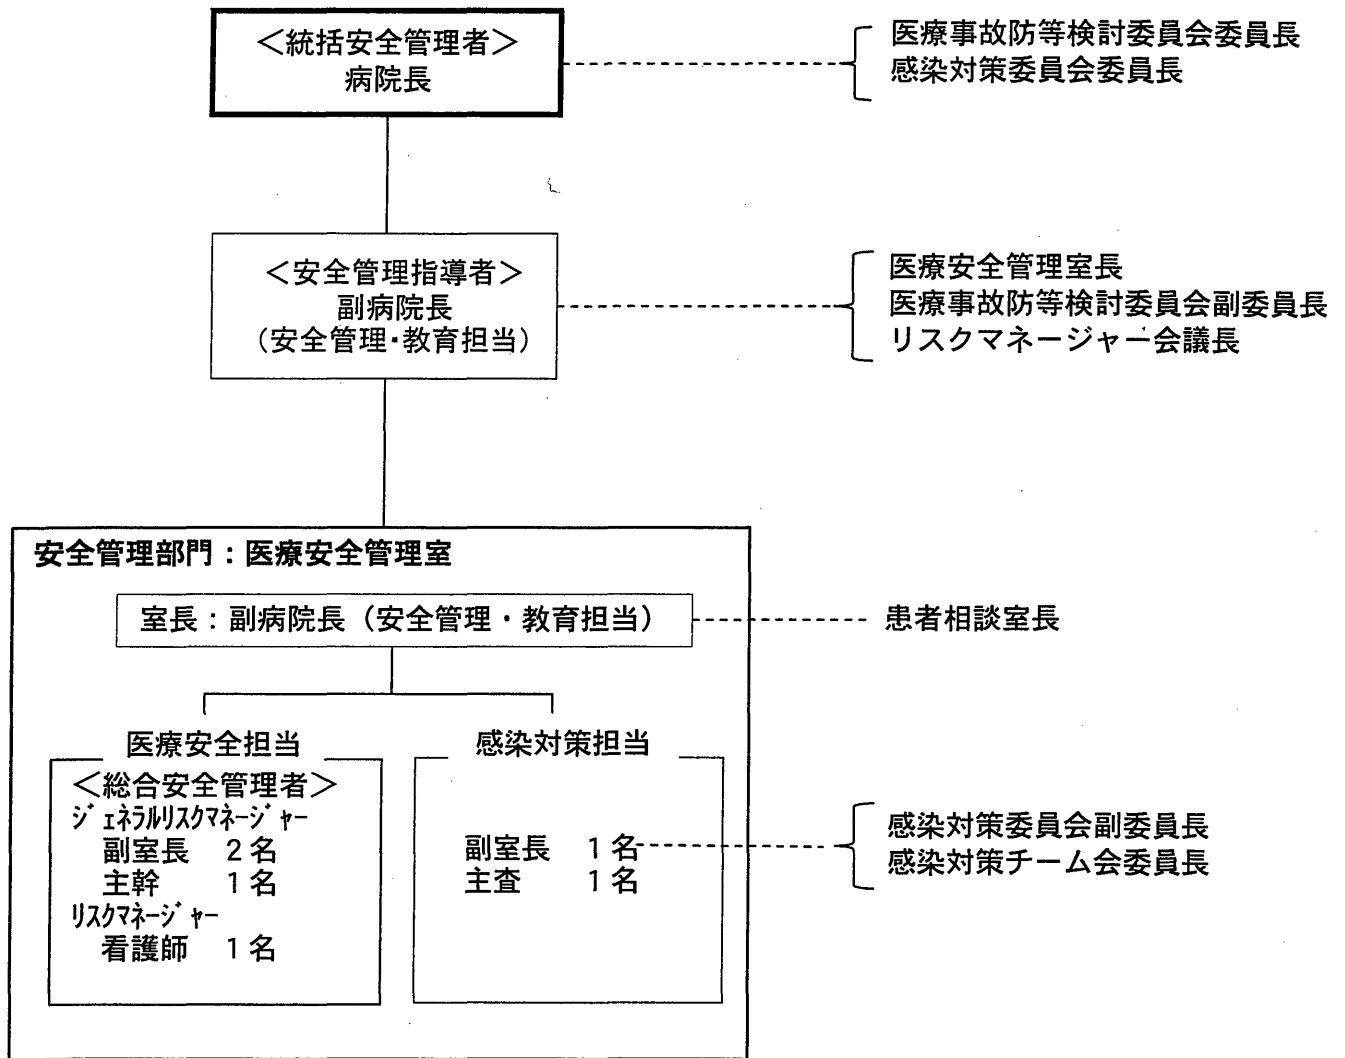 ＜統括安全管理者＞
病院長
医療事故防等検討委員会委員長
感染対策委員会委員長
＜安全管理指導者＞
副病院長
（安全管理・教育担当）
医療安全管理室長
医療事故防等検討委員会副委員長
リスクマネージャー会議長
安全管理部門：医療安全管理室
室長：副病院長（安全管理・教育担当）
患者相談室長
医療安全担当
＜総合安全管理者＞
ｼﾞｪﾈﾗﾙﾘｽｸﾏﾈｰｼﾞｬｰ
副室長　２名
主幹　１名
ﾘｽｸﾏﾈｰｼﾞｬｰ
看護師　１名
感染対策担当
副室長　１名
主査　１名
感染対策委員会副委員長
感染対策チーム会委員長